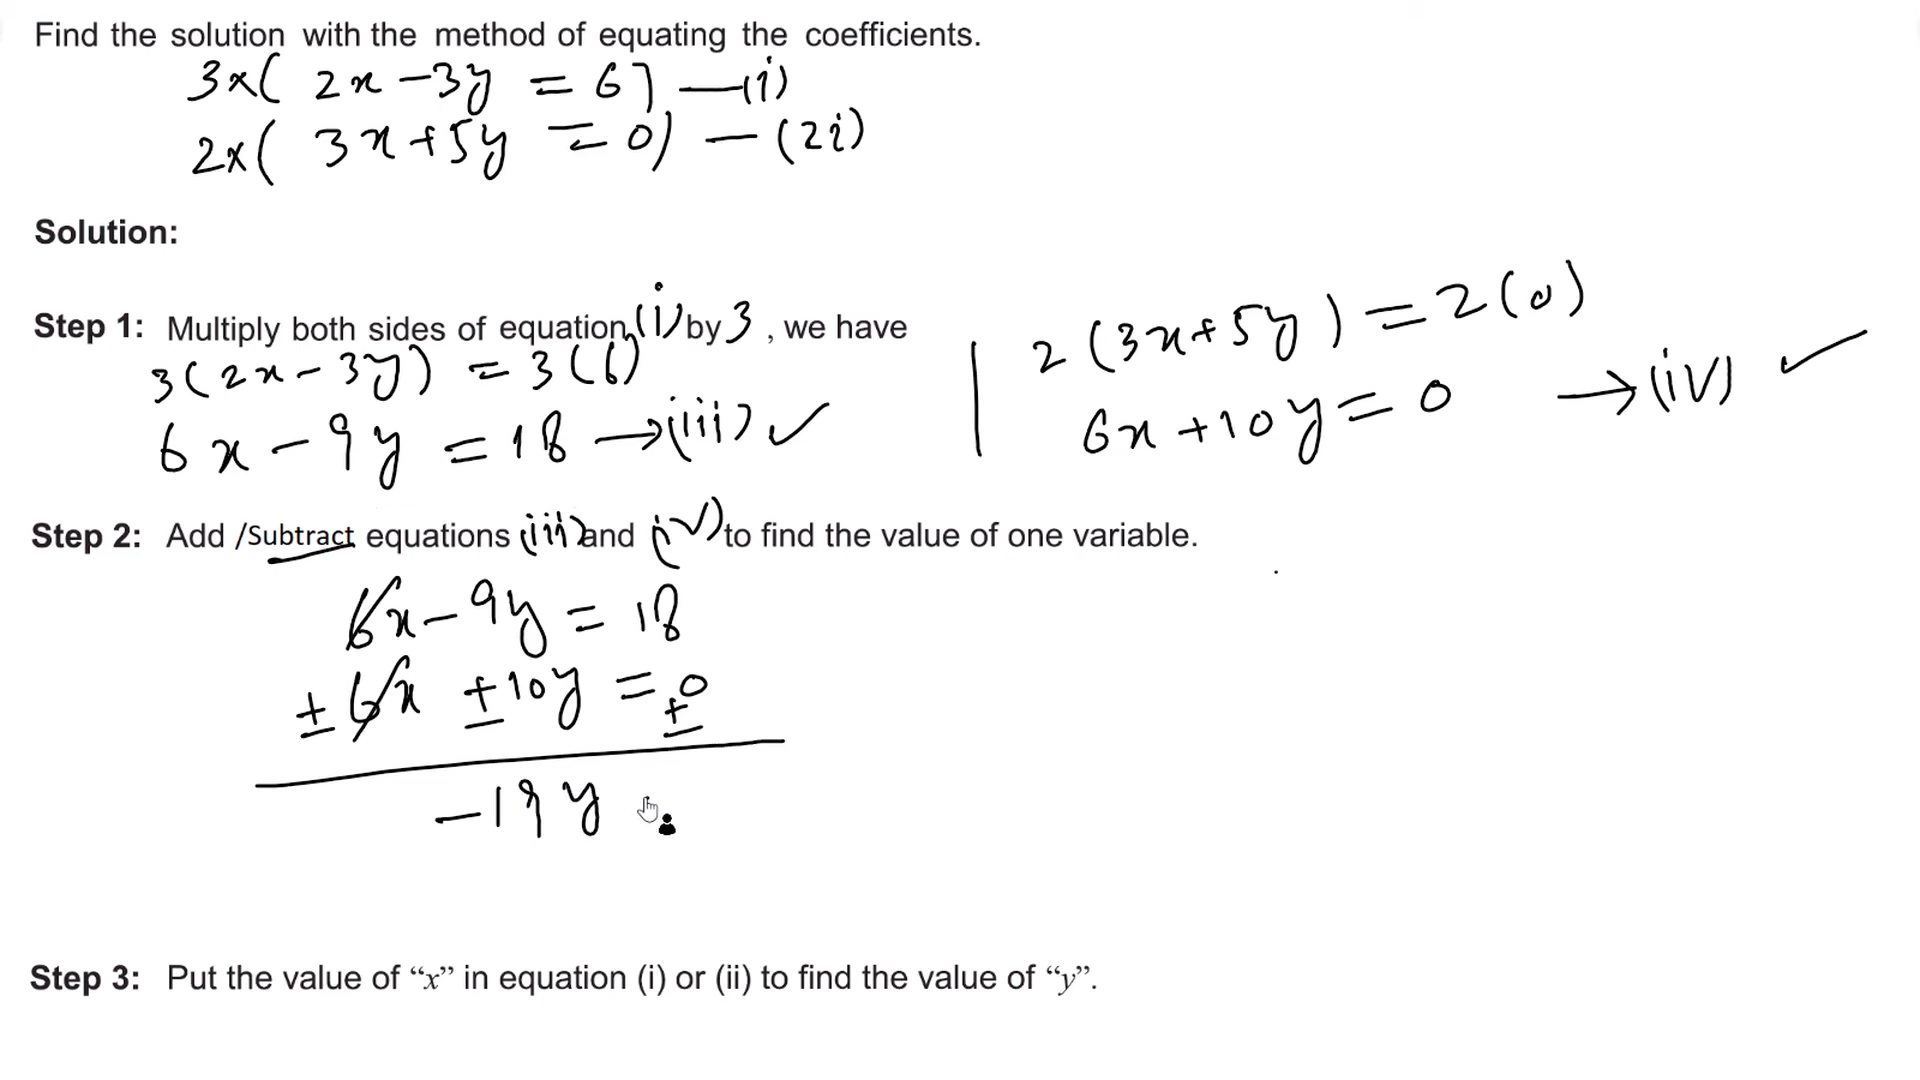 Find the solution with the method of equating the coefficients.
3×( 2x - 3y = 6) — (i)
2×( 3x + 5y = 0) — (2i)
Solution:
Step 1: Multiply both sides of equation (i) by 3 , we have
3(2x - 3y) = 3(6)
6x - 9y = 18 → (iii) ✓
2(3x + 5y) = 2(0)
6x + 10y = 0 → (iv) ✓
Step 2: Add /Subtract equations (iii) and (iv) to find the value of one variable.
6x - 9y = 18
± 6x ± 10y = ± 0
-19y
Step 3: Put the value of “x” in equation (i) or (ii) to find the value of “y”.